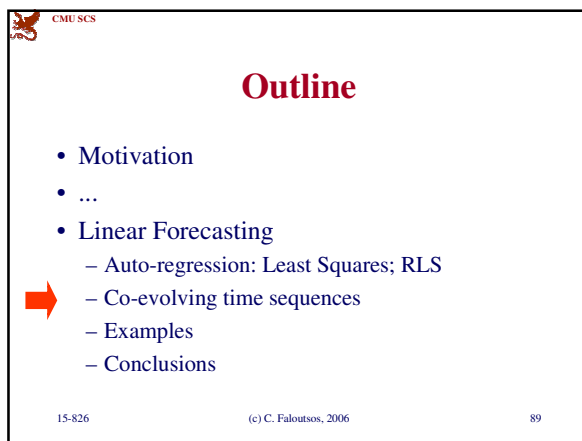 CMU SCS
Outline
• Motivation
• ...
• Linear Forecasting
– Auto-regression: Least Squares; RLS
– Co-evolving time sequences
– Examples
– Conclusions
15-826 (c) C. Faloutsos, 2006 89